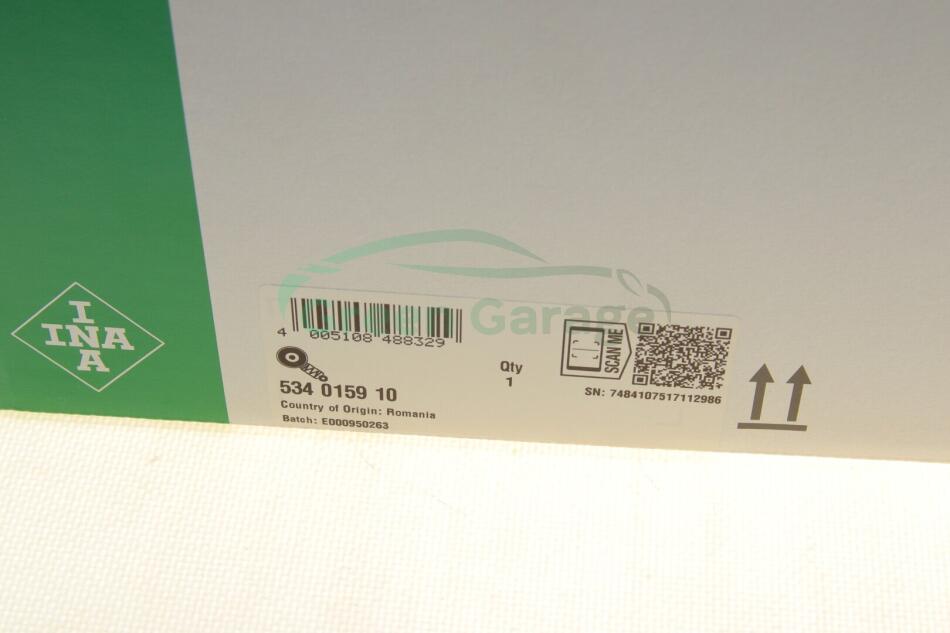 I
INA
A
Green Garage
4 005108 488329
534 0159 10
Country of Origin: Romania
Batch: E000950263
Qty
1
SCAN ME
SN: 7484107517112986